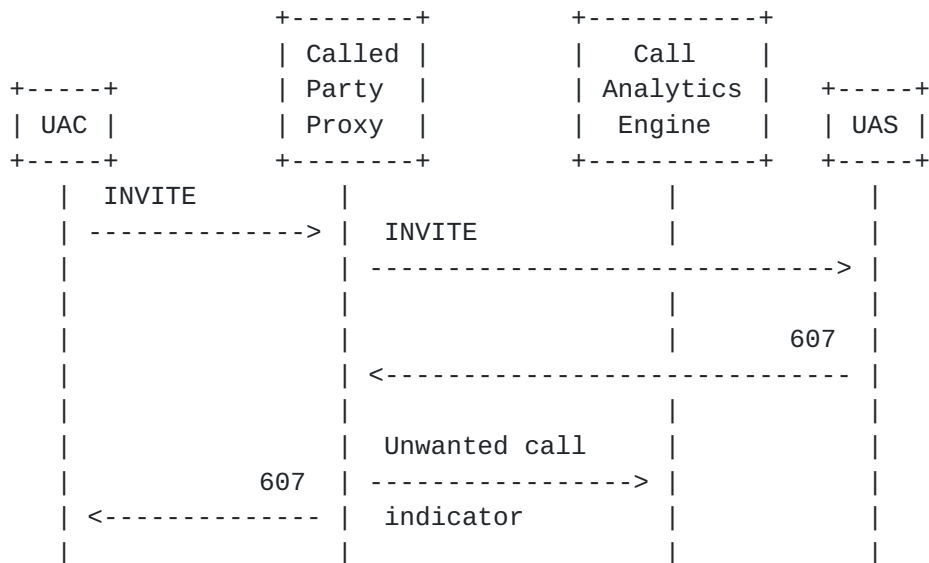 +--------+         +-----------+
| Called |         |   Call    |
+-----+          | Party  |         | Analytics |   +-----+
| UAC |          | Proxy  |         |  Engine   |   | UAS |
+-----+          +--------+         +-----------+   +-----+
|  INVITE         |                    |            |
| --------------> |  INVITE            |            |
|                 | ------------------------------> |
|                 |                    |            |
|                 |                    |       607  |
|                 | <------------------------------ |
|                 |                    |            |
|                 |  Unwanted call     |            |
|            607  | -----------------> |            |
| <-------------- |  indicator         |            |
|                 |                    |            |